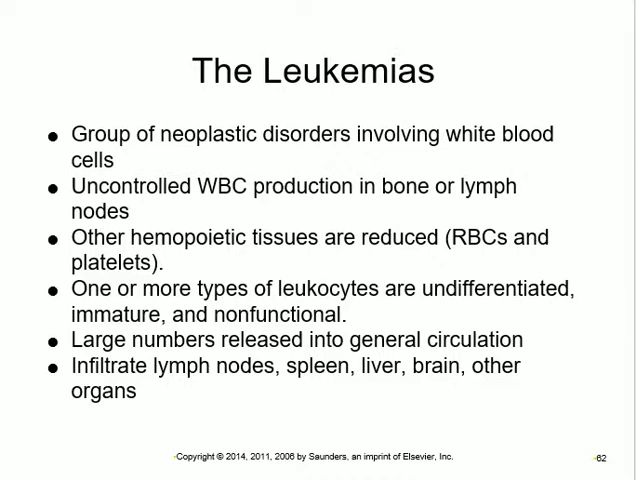 The Leukemias
● Group of neoplastic disorders involving white blood
cells
● Uncontrolled WBC production in bone or lymph
nodes
● Other hemopoietic tissues are reduced (RBCs and
platelets).
● One or more types of leukocytes are undifferentiated,
immature, and nonfunctional.
● Large numbers released into general circulation
● Infiltrate lymph nodes, spleen, liver, brain, other
organs
Copyright © 2014, 2011, 2006 by Saunders, an imprint of Elsevier, Inc.
62